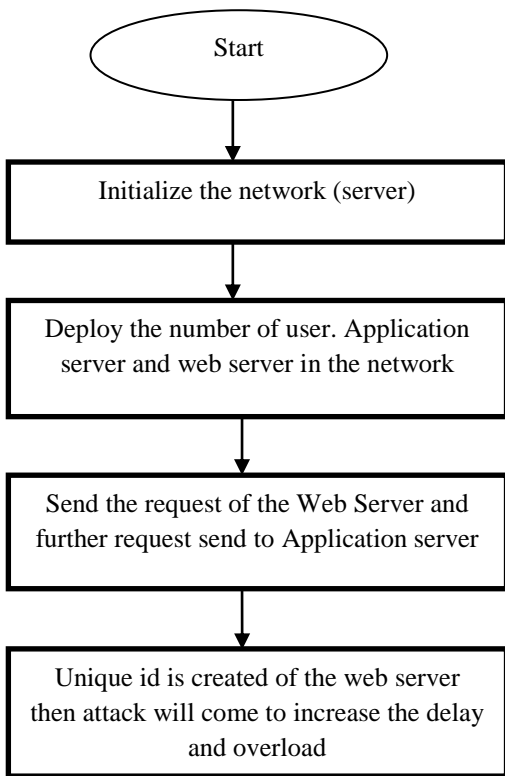 Start
Initialize the network (server)
Deploy the number of user. Application
server and web server in the network
Send the request of the Web Server and
further request send to Application server
Unique id is created of the web server
then attack will come to increase the delay
and overload